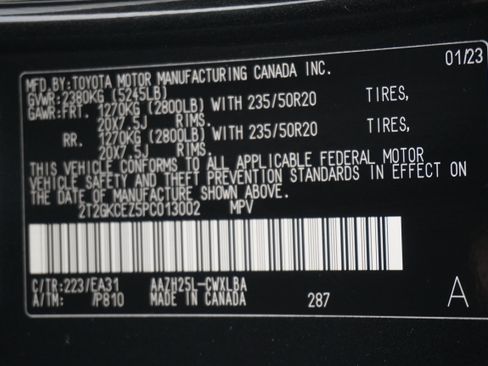 MFD. BY: TOYOTA MOTOR MANUFACTURING CANADA INC. 01/23
GVWR: 2380KG (5245LB)
GAWR: FRT. 1270KG (2800LB) WITH 235/50R20 TIRES,
20X7.5J RIMS.
RR. 1270KG (2800LB) WITH 235/50R20 TIRES,
20X7.5J RIMS.
THIS VEHICLE CONFORMS TO ALL APPLICABLE FEDERAL MOTOR
VEHICLE SAFETY AND THEFT PREVENTION STANDARDS IN EFFECT ON
THE DATE OF MANUFACTURE SHOWN ABOVE.
2T2GKCEZ5PC013002 MPV
C/TR: 223/EA31 AAZH25L-CWXLBA
A/TM: /P810 MADE IN CANADA 287 A